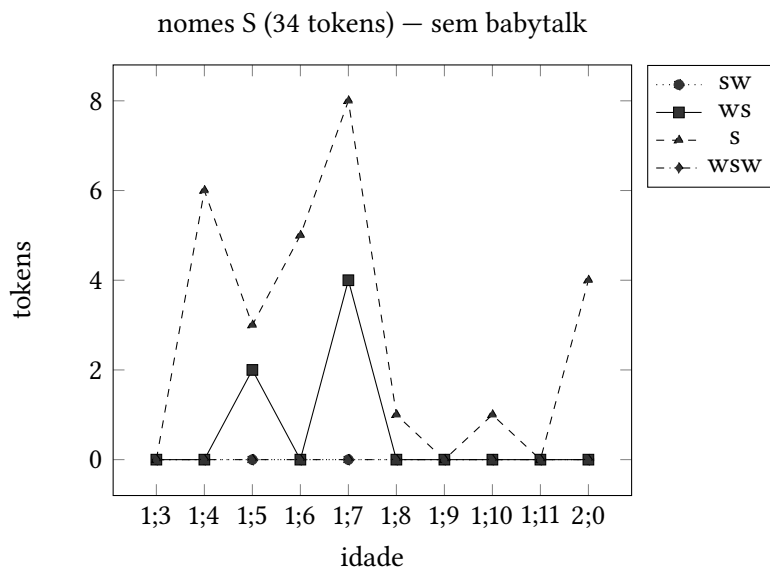 nomes S (34 tokens) — sem babytalk
sw
ws
s
wsw
8
6
4
2
0
tokens
1;3 1;4 1;5 1;6 1;7 1;8 1;9 1;10 1;11 2;0
idade